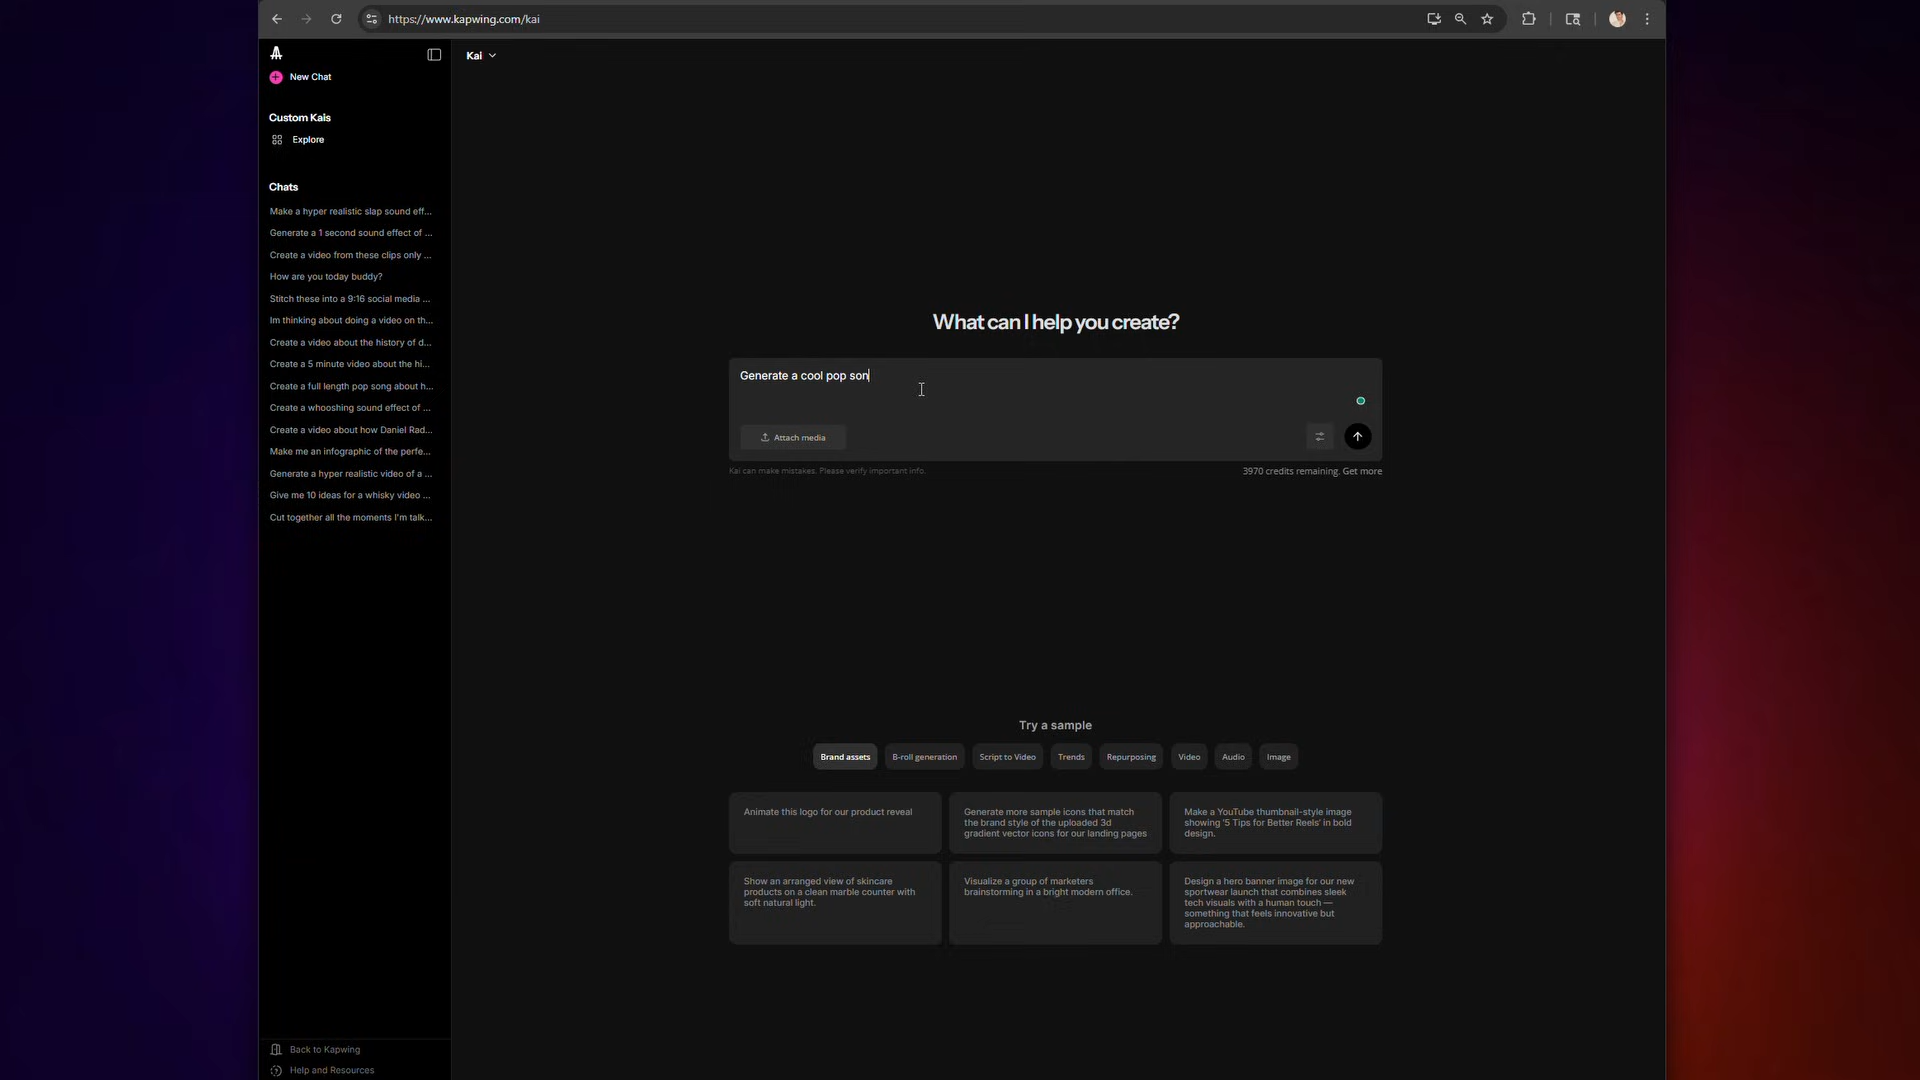 https://www.kapwing.com/kai
Kai
New Chat
Custom Kais
Explore
Chats
Make a hyper realistic slap sound eff...
Generate a 1 second sound effect of ...
Create a video from these clips only ...
How are you today buddy?
Stitch these into a 9:16 social media ...
Im thinking about doing a video on th...
Create a video about the history of d...
Create a 5 minute video about the hi...
Create a full length pop song about h...
Create a whooshing sound effect of ...
Create a video about how Daniel Rad...
Make me an infographic of the perfe...
Generate a hyper realistic video of a ...
Give me 10 ideas for a whisky video ...
Cut together all the moments I'm talk...
Back to Kapwing
Help and Resources
What can I help you create?
Generate a cool pop son
Attach media
Kai can make mistakes. Please verify important info.
3970 credits remaining. Get more
Try a sample
Brand assets
B-roll generation
Script to Video
Trends
Repurposing
Video
Audio
Image
Animate this logo for our product reveal
Generate more sample icons that match
the brand style of the uploaded 3d
gradient vector icons for our landing pages
Make a YouTube thumbnail-style image
showing '5 Tips for Better Reels' in bold
design.
Show an arranged view of skincare
products on a clean marble counter with
soft natural light.
Visualize a group of marketers
brainstorming in a bright modern office.
Design a hero banner image for our new
sportwear launch that combines sleek
tech visuals with a human touch —
something that feels innovative but
approachable.